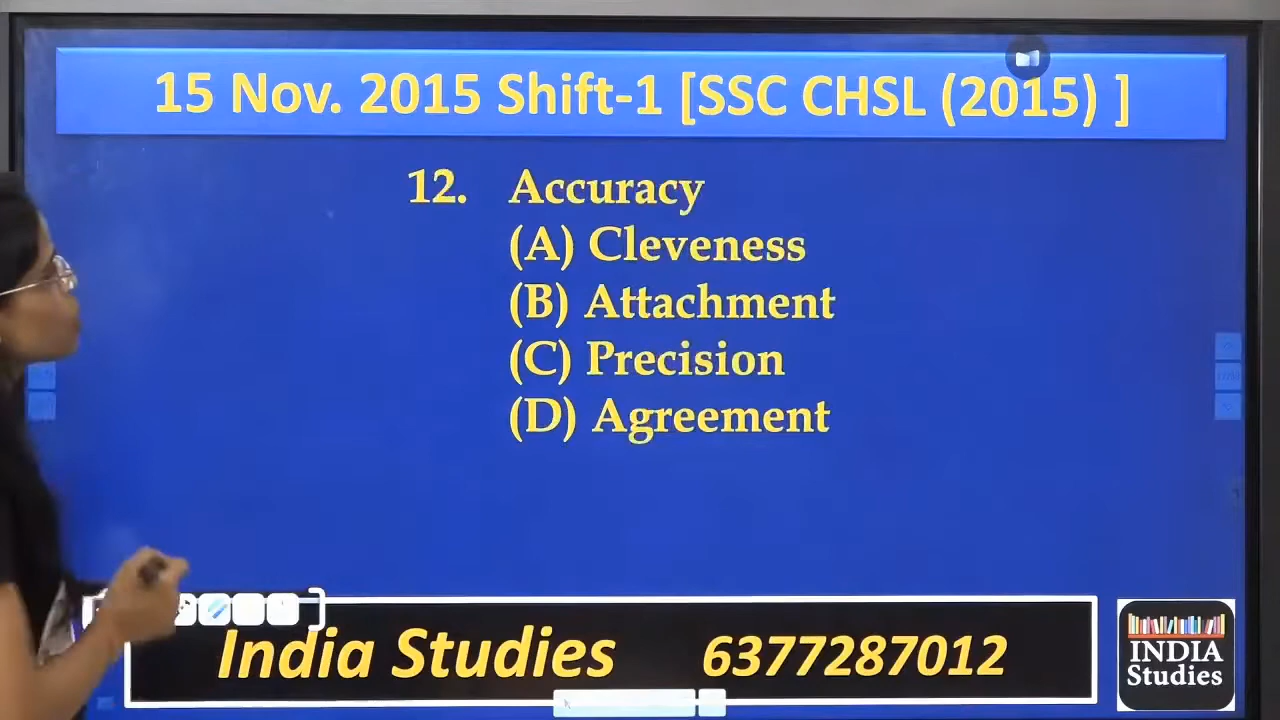 15 Nov. 2015 Shift-1 [SSC CHSL (2015) ]
12. Accuracy
(A) Cleveness
(B) Attachment
(C) Precision
(D) Agreement
India Studies 6377287012
INDIA
Studies